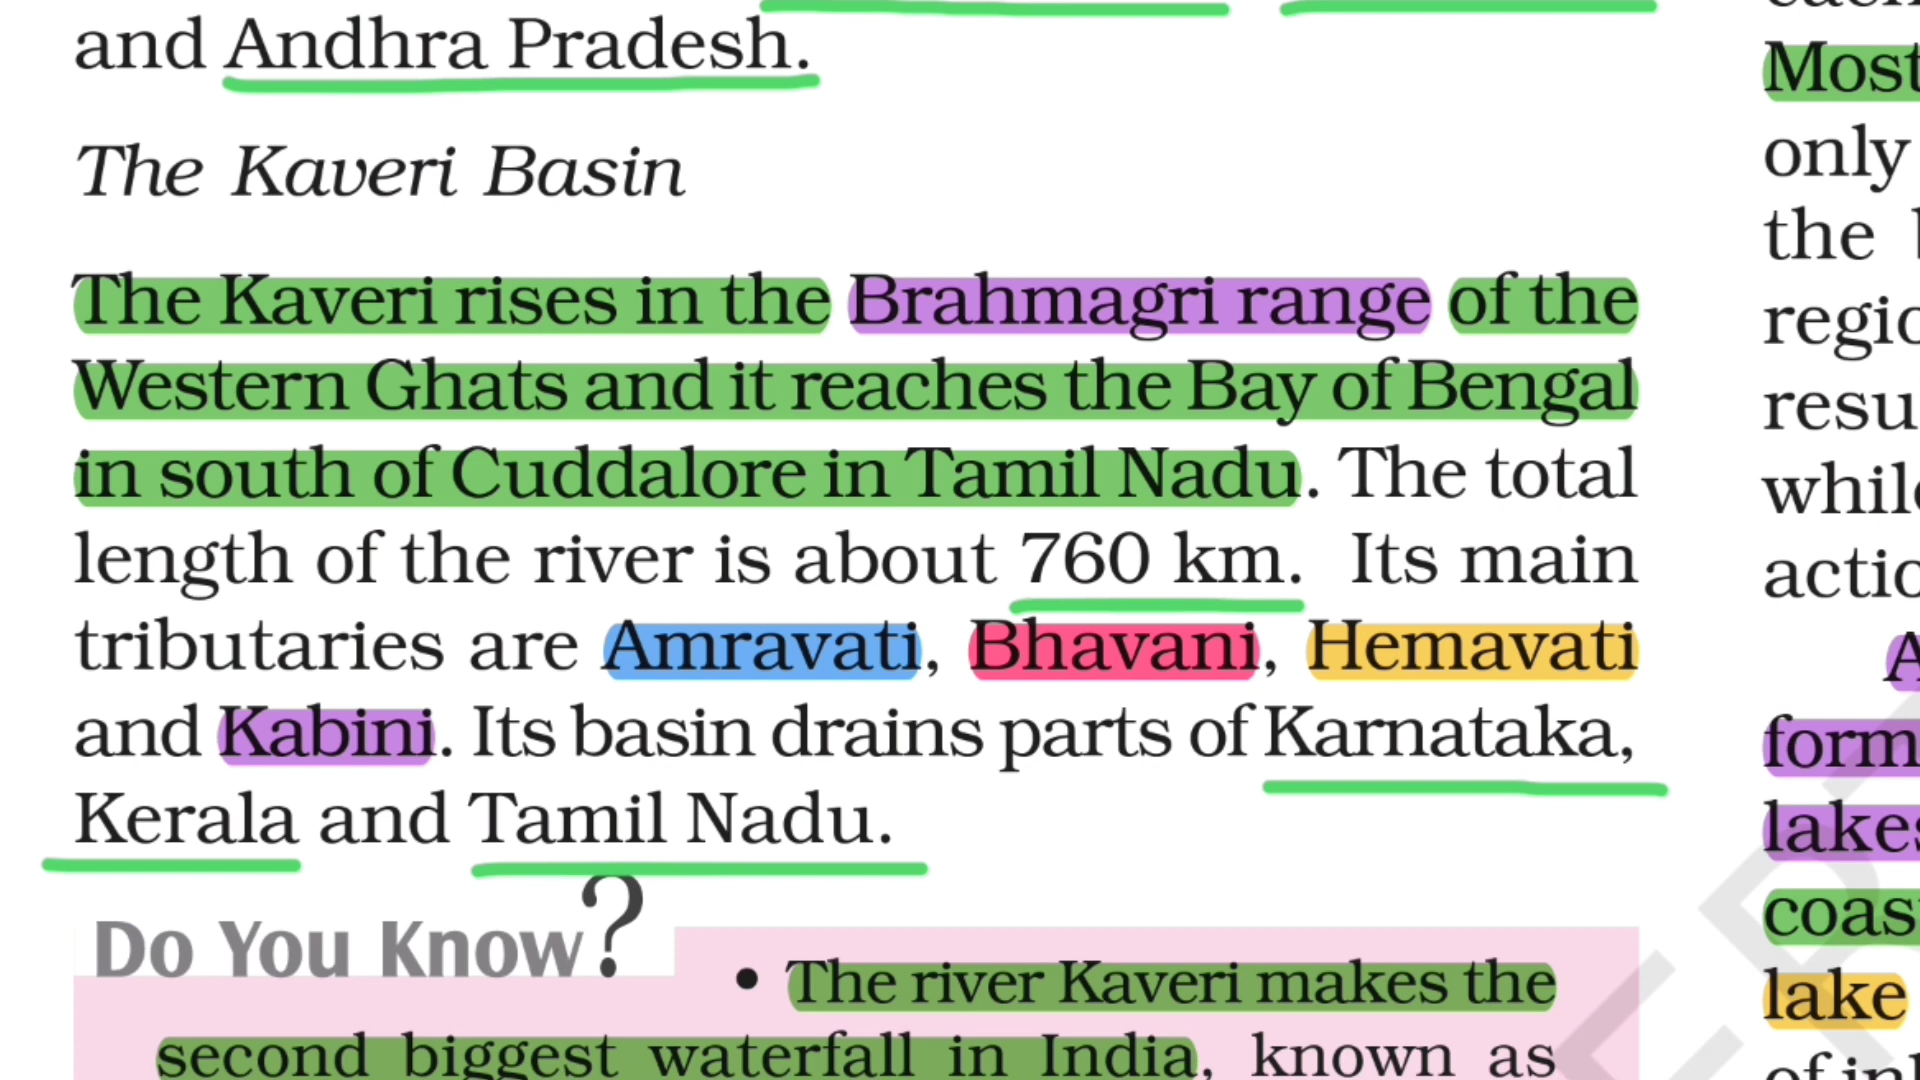 and Andhra Pradesh.
The Kaveri Basin
The Kaveri rises in the Brahmagri range of the
Western Ghats and it reaches the Bay of Bengal
in south of Cuddalore in Tamil Nadu. The total
length of the river is about 760 km. Its main
tributaries are Amravati, Bhavani, Hemavati
and Kabini. Its basin drains parts of Karnataka,
Kerala and Tamil Nadu.
Do You Know?
• The river Kaveri makes the
second biggest waterfall in India, known as
Most
only
the
while
lakes
lake